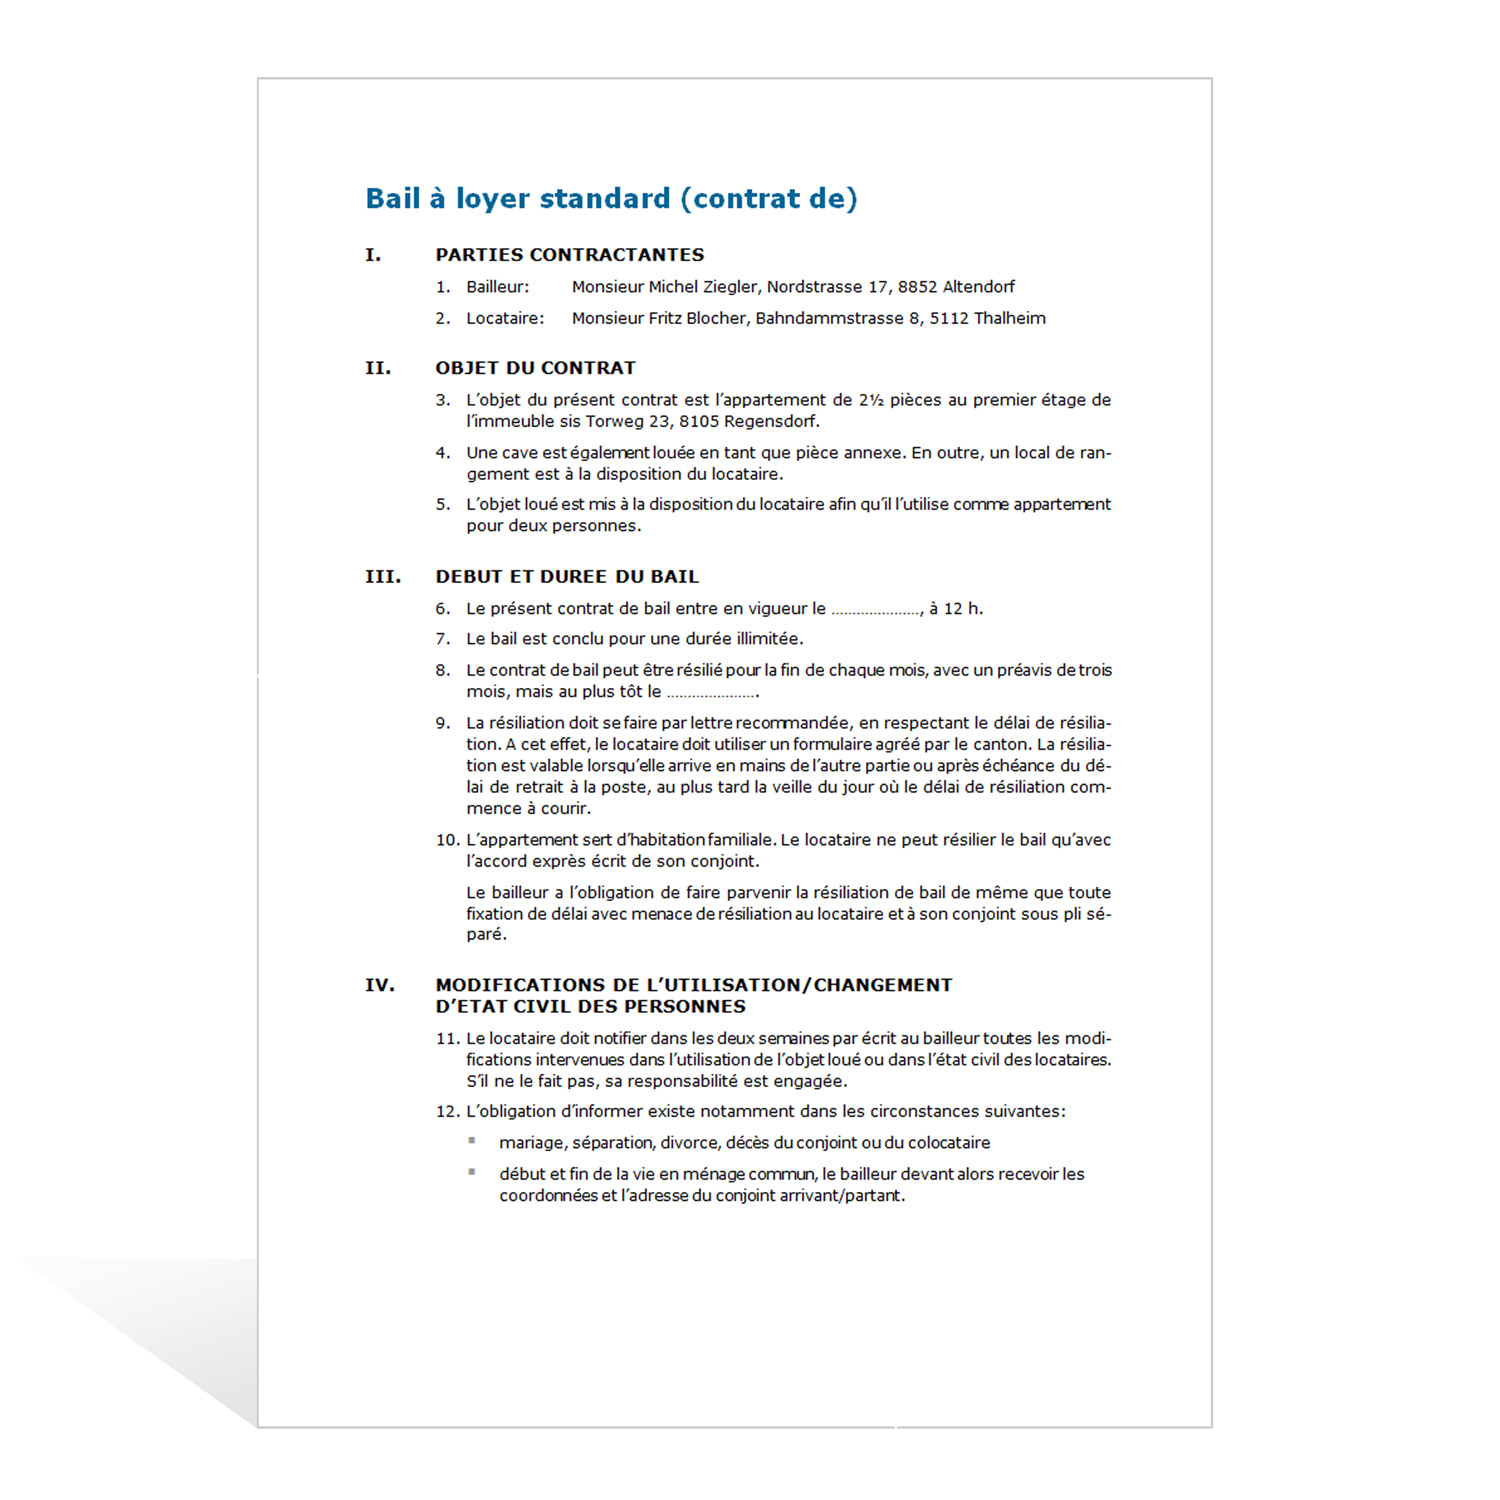 Bail à loyer standard (contrat de)
I. PARTIES CONTRACTANTES
1. Bailleur: Monsieur Michel Ziegler, Nordstrasse 17, 8852 Altendorf
2. Locataire: Monsieur Fritz Blocher, Bahndammstrasse 8, 5112 Thalheim
II. OBJET DU CONTRAT
3. L’objet du présent contrat est l’appartement de 2½ pièces au premier étage de
l’immeuble sis Torweg 23, 8105 Regensdorf.
4. Une cave est également louée en tant que pièce annexe. En outre, un local de ran-
gement est à la disposition du locataire.
5. L’objet loué est mis à la disposition du locataire afin qu’il l’utilise comme appartement
pour deux personnes.
III. DEBUT ET DUREE DU BAIL
6. Le présent contrat de bail entre en vigueur le ....................., à 12 h.
7. Le bail est conclu pour une durée illimitée.
8. Le contrat de bail peut être résilié pour la fin de chaque mois, avec un préavis de trois
mois, mais au plus tôt le ......................
9. La résiliation doit se faire par lettre recommandée, en respectant le délai de résilia-
tion. A cet effet, le locataire doit utiliser un formulaire agréé par le canton. La résilia-
tion est valable lorsqu’elle arrive en mains de l’autre partie ou après échéance du dé-
lai de retrait à la poste, au plus tard la veille du jour où le délai de résiliation com-
mence à courir.
10. L’appartement sert d’habitation familiale. Le locataire ne peut résilier le bail qu’avec
l’accord exprès écrit de son conjoint.
Le bailleur a l’obligation de faire parvenir la résiliation de bail de même que toute
fixation de délai avec menace de résiliation au locataire et à son conjoint sous pli sé-
paré.
IV. MODIFICATIONS DE L’UTILISATION/CHANGEMENT
D’ETAT CIVIL DES PERSONNES
11. Le locataire doit notifier dans les deux semaines par écrit au bailleur toutes les modi-
fications intervenues dans l’utilisation de l’objet loué ou dans l’état civil des locataires.
S’il ne le fait pas, sa responsabilité est engagée.
12. L’obligation d’informer existe notamment dans les circonstances suivantes:
▪ mariage, séparation, divorce, décès du conjoint ou du colocataire
▪ début et fin de la vie en ménage commun, le bailleur devant alors recevoir les
coordonnées et l’adresse du conjoint arrivant/partant.